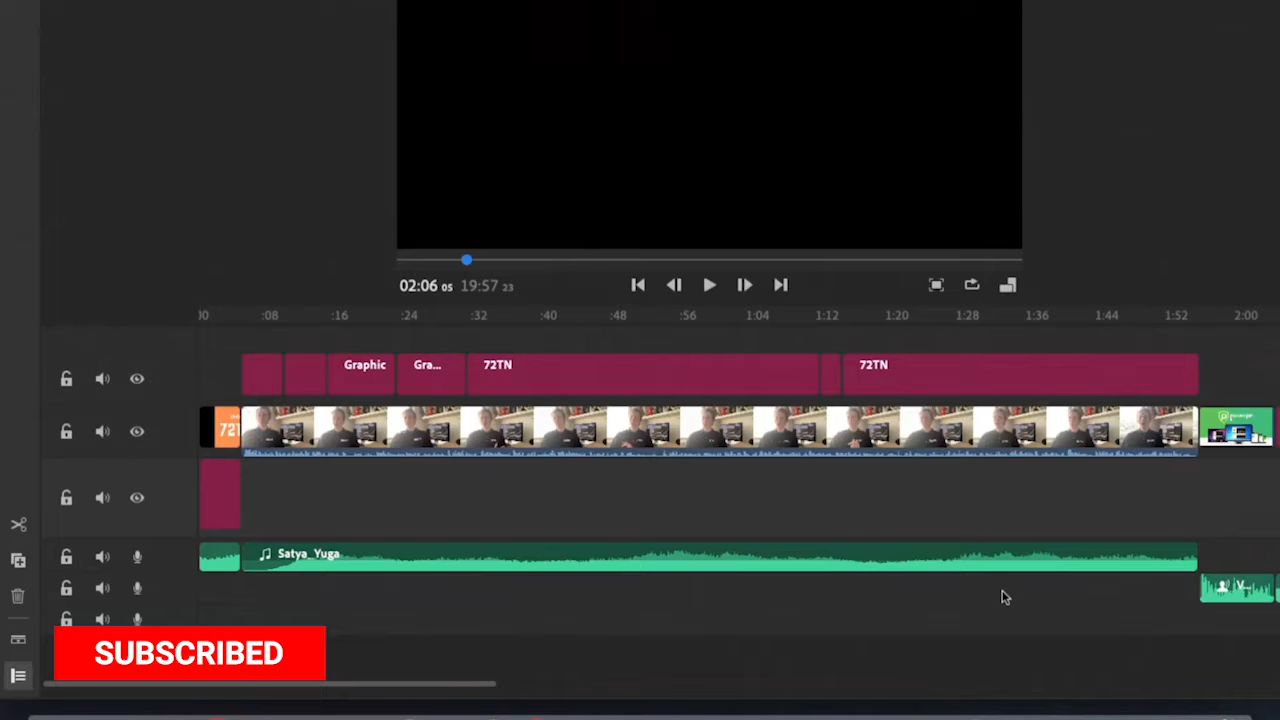 02:06 05 19:57 23
:00 :08 :16 :24 :32 :40 :48 :56 1:04 1:12 1:20 1:28 1:36 1:44 1:52 2:00
Graphic Gra... 72TN 72TN
Satya_Yuga
V...
SUBSCRIBED